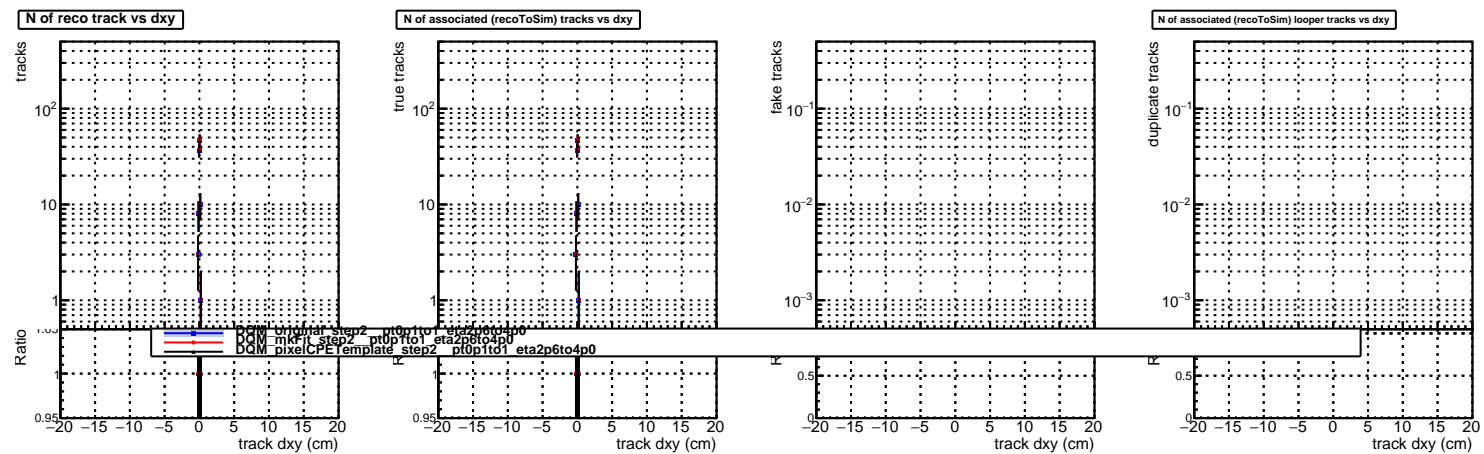 N of reco track vs dxy
tracks
10²
10
1
Ratio
1.05
1
0.95
−20 −15 −10 −5 0 5 10 15 20
track dxy (cm)
N of associated (recoToSim) tracks vs dxy
true tracks
10²
10
1
1
0.95
−20 −15 −10 −5 0 5 10 15 20
track dxy (cm)
fake tracks
10⁻¹
10⁻²
10⁻³
0.5
0
−20 −15 −10 −5 0 5 10 15 20
track dxy (cm)
N of associated (recoToSim) looper tracks vs dxy
duplicate tracks
10⁻¹
10⁻²
10⁻³
0.5
0
−20 −15 −10 −5 0 5 10 15 20
track dxy (cm)
DQM_original_step2__pt0p1to1_eta2p6to4p0
DQM_mkFit_step2__pt0p1to1_eta2p6to4p0
DQM_pixelCPETemplate_step2__pt0p1to1_eta2p6to4p0